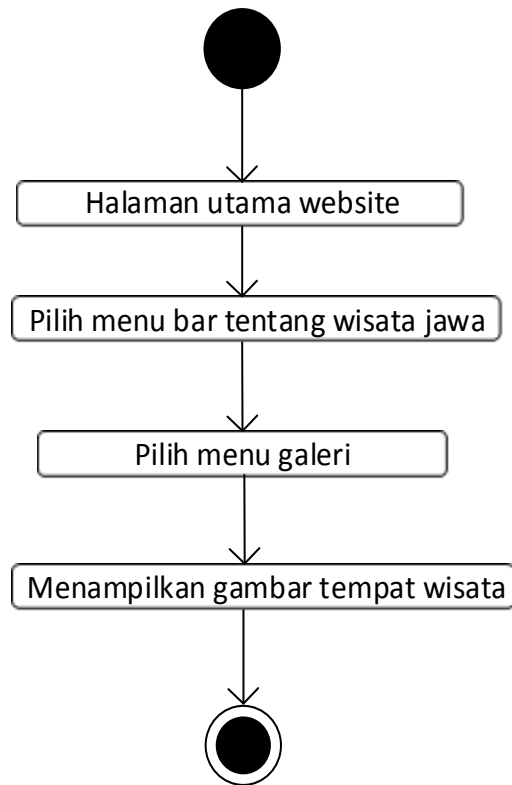 Halaman utama website
Pilih menu bar tentang wisata jawa
Pilih menu galeri
Menampilkan gambar tempat wisata